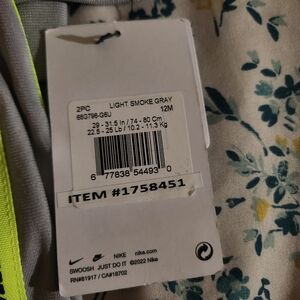 2PC LIGHT SMOKE GRAY
66G796-G6U 12M
29 - 31.5 in / 74 - 80 Cm
22.5 - 25 Lb / 10.2 - 11.3 Kg
6 77838 54493 0
ITEM #1758451
NIKE nike.com
SWOOSH JUST DO IT ©2022 Nike
RN#81917 / CA#18702